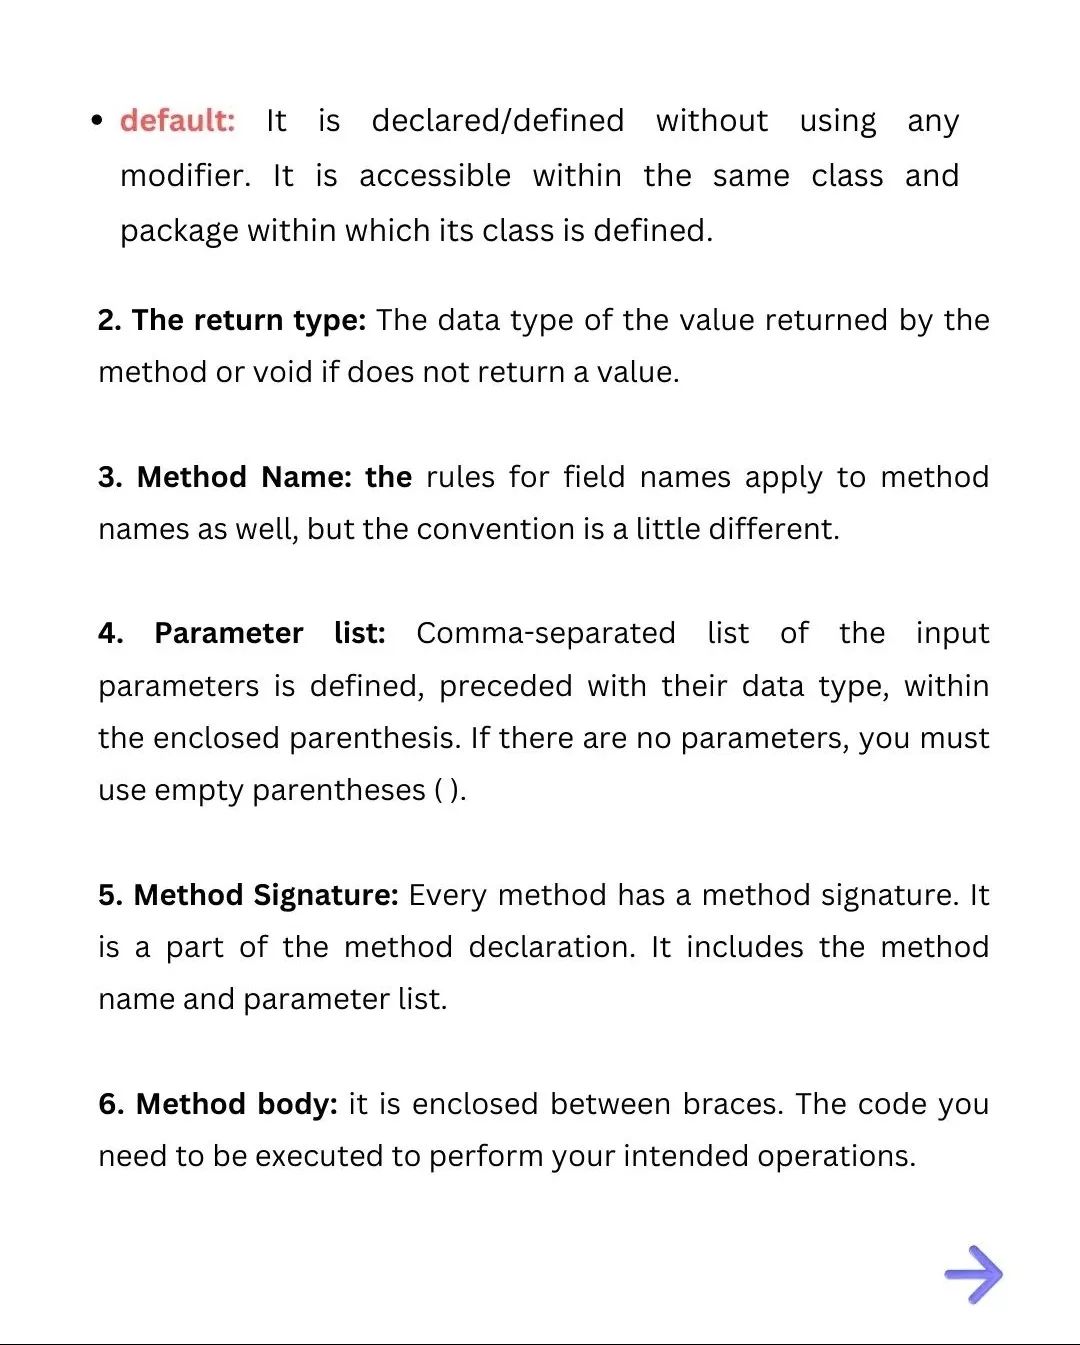 • default: It is declared/defined without using any
modifier. It is accessible within the same class and
package within which its class is defined.
2. The return type: The data type of the value returned by the
method or void if does not return a value.
3. Method Name: the rules for field names apply to method
names as well, but the convention is a little different.
4. Parameter list: Comma-separated list of the input
parameters is defined, preceded with their data type, within
the enclosed parenthesis. If there are no parameters, you must
use empty parentheses ( ).
5. Method Signature: Every method has a method signature. It
is a part of the method declaration. It includes the method
name and parameter list.
6. Method body: it is enclosed between braces. The code you
need to be executed to perform your intended operations.